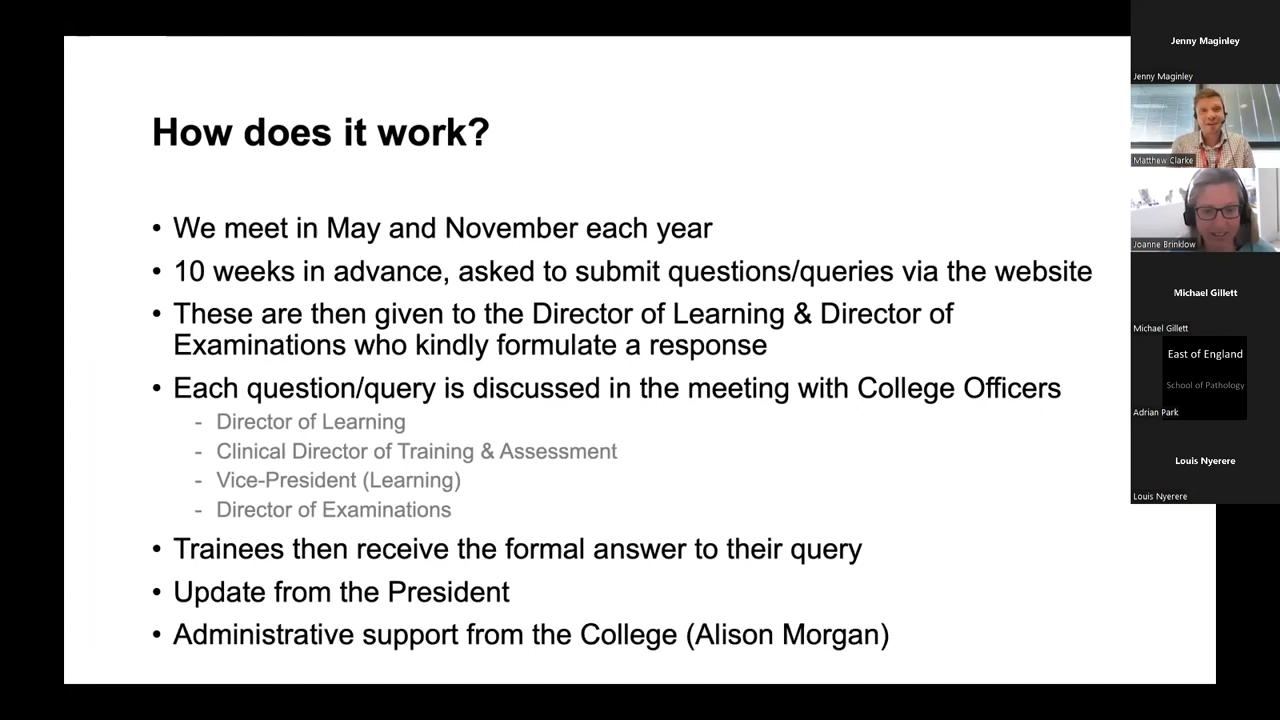 How does it work?
• We meet in May and November each year
• 10 weeks in advance, asked to submit questions/queries via the website
• These are then given to the Director of Learning & Director of
Examinations who kindly formulate a response
• Each question/query is discussed in the meeting with College Officers
- Director of Learning
- Clinical Director of Training & Assessment
- Vice-President (Learning)
- Director of Examinations
• Trainees then receive the formal answer to their query
• Update from the President
• Administrative support from the College (Alison Morgan)
Jenny Maginley
Jenny Maginley
Matthew Clarke
Joanne Brinklow
Michael Gillett
Michael Gillett
East of England
School of Pathology
Adrian Park
Louis Nyerere
Louis Nyerere